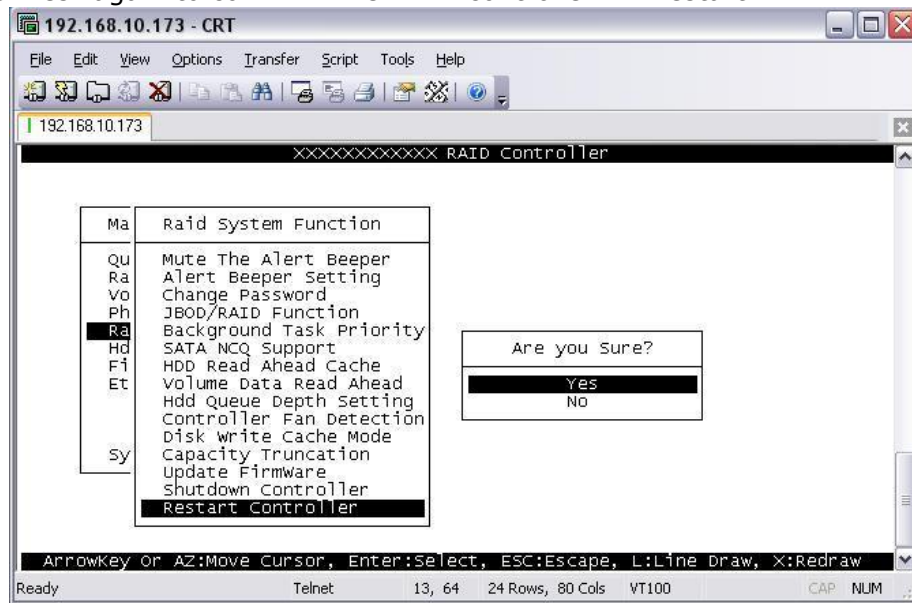 192.168.10.173 - CRT
File Edit View Options Transfer Script Tools Help
192.168.10.173
XXXXXXXXXXXX RAID Controller
Ma
Raid System Function
Qu
Mute The Alert Beeper
Ra
Alert Beeper Setting
Vo
Change Password
Ph
JBOD/RAID Function
Ra
Background Task Priority
Hd
SATA NCQ Support
Fi
HDD Read Ahead Cache
Et
Volume Data Read Ahead
Hdd Queue Depth Setting
Controller Fan Detection
Disk Write Cache Mode
Sy
Capacity Truncation
Update FirmWare
Shutdown Controller
Restart Controller
Are you Sure?
Yes
No
ArrowKey Or AZ:Move Cursor, Enter:Select, ESC:Escape, L:Line Draw, X:Redraw
Ready Telnet 13, 64 24 Rows, 80 Cols VT100 CAP NUM